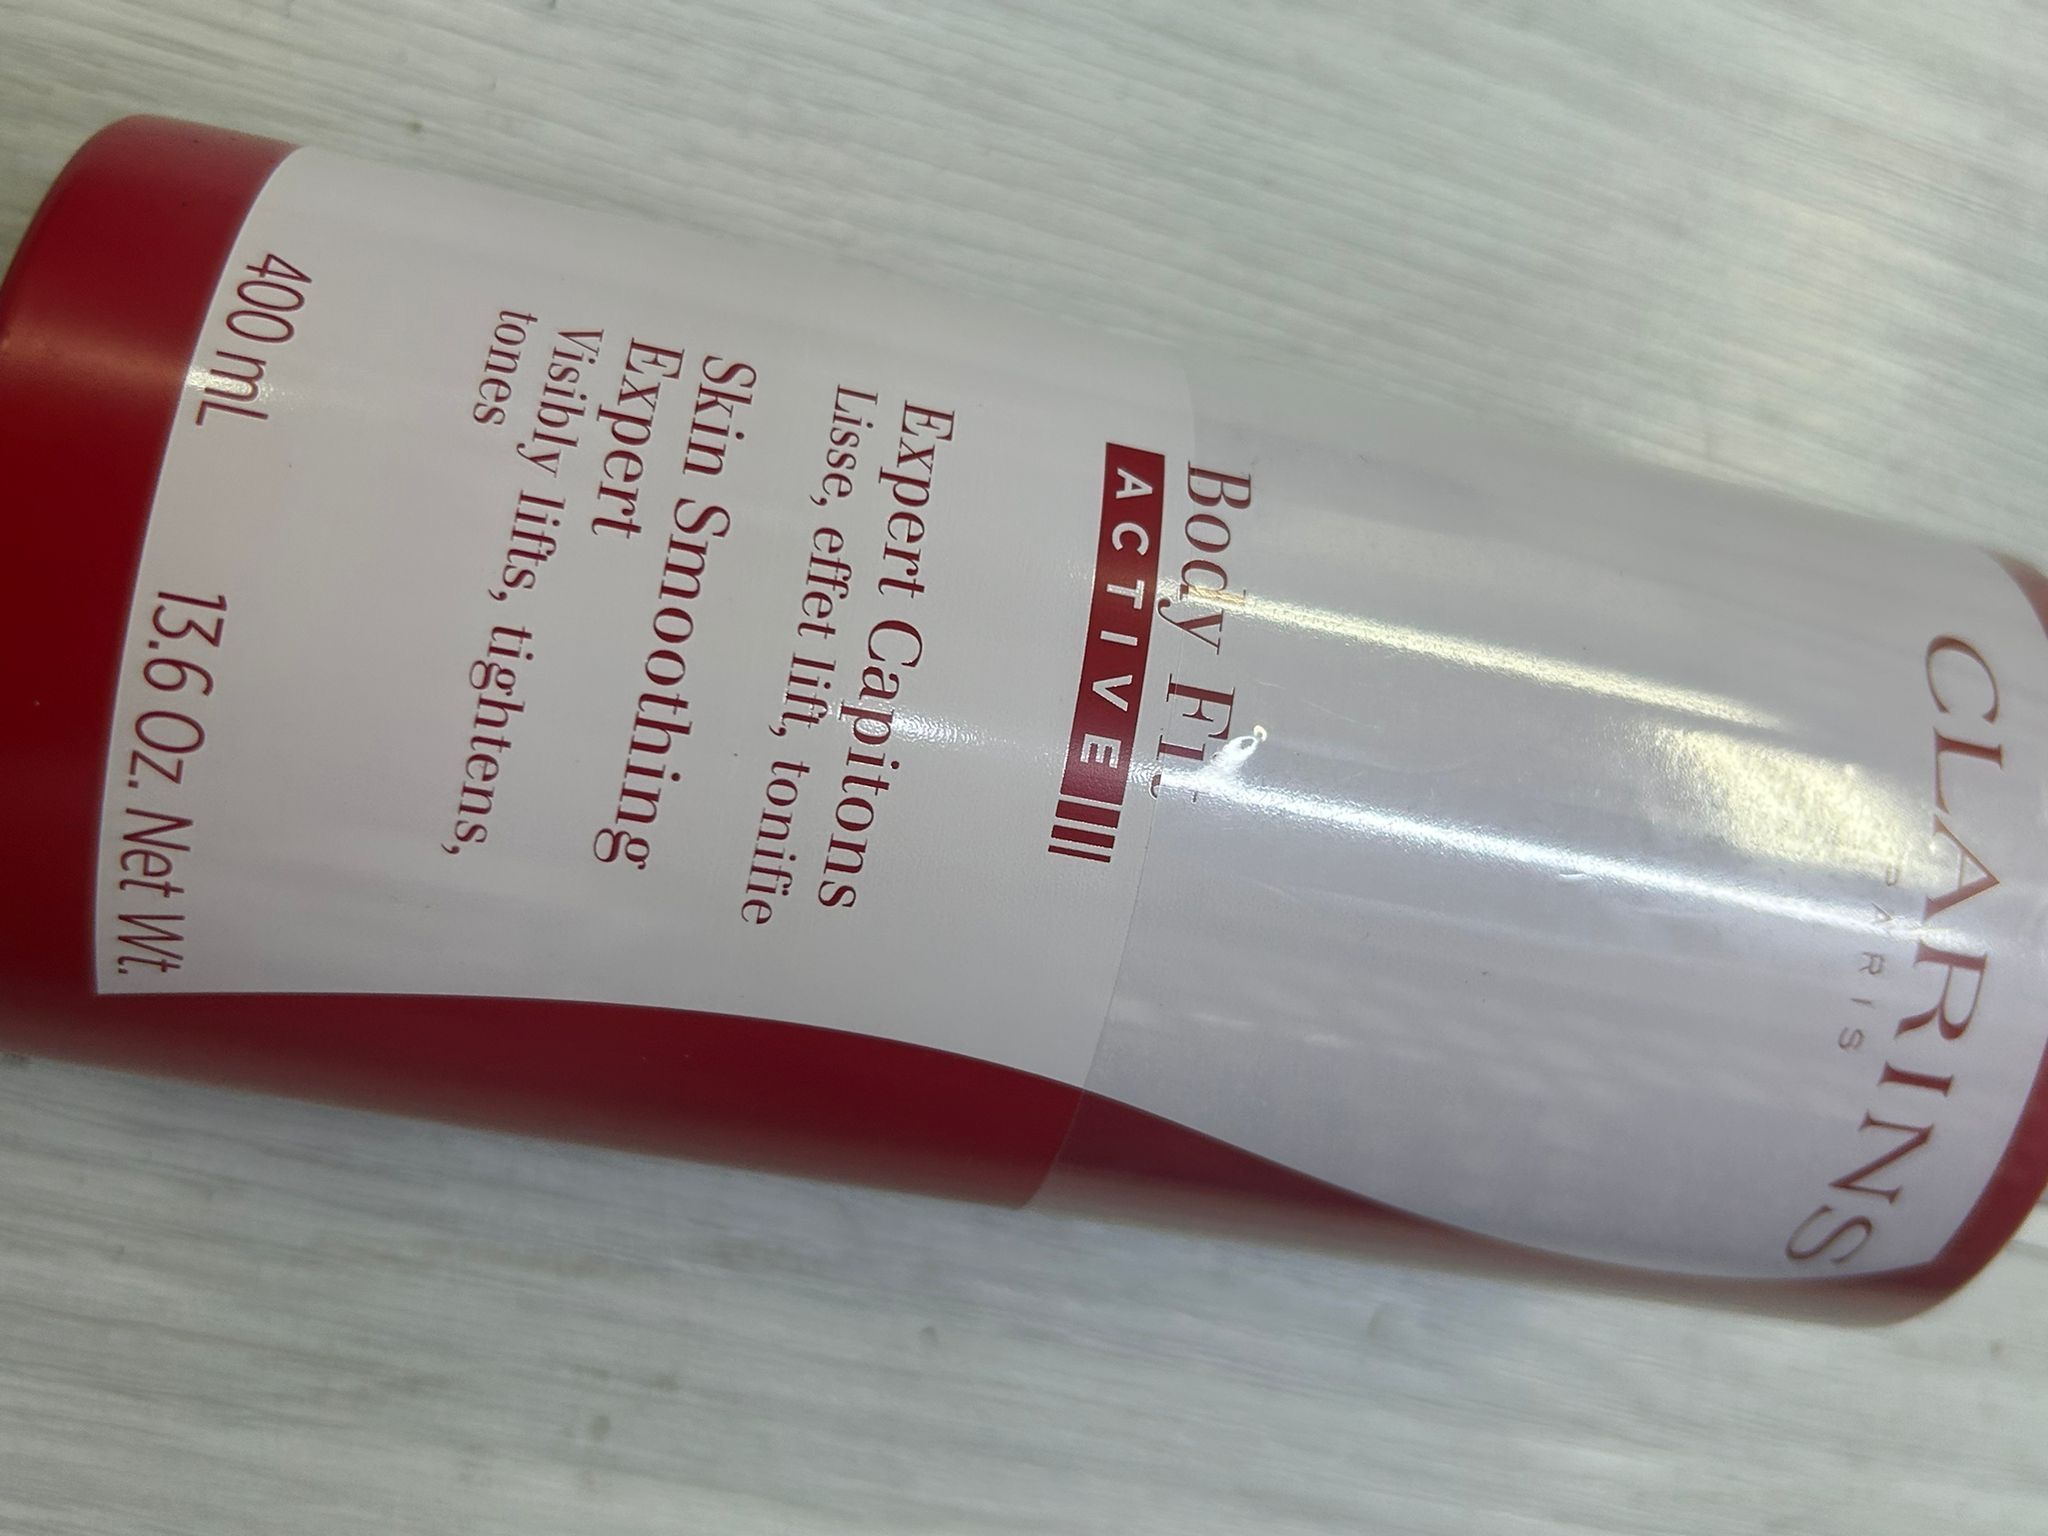 CLARINS
PARIS
Body Fit
ACTIVE
Expert Capitons
Lisse, effet lift, tonifie
Skin Smoothing
Expert
Visibly lifts, tightens,
tones
400 mL 13.6 Oz. Net Wt.